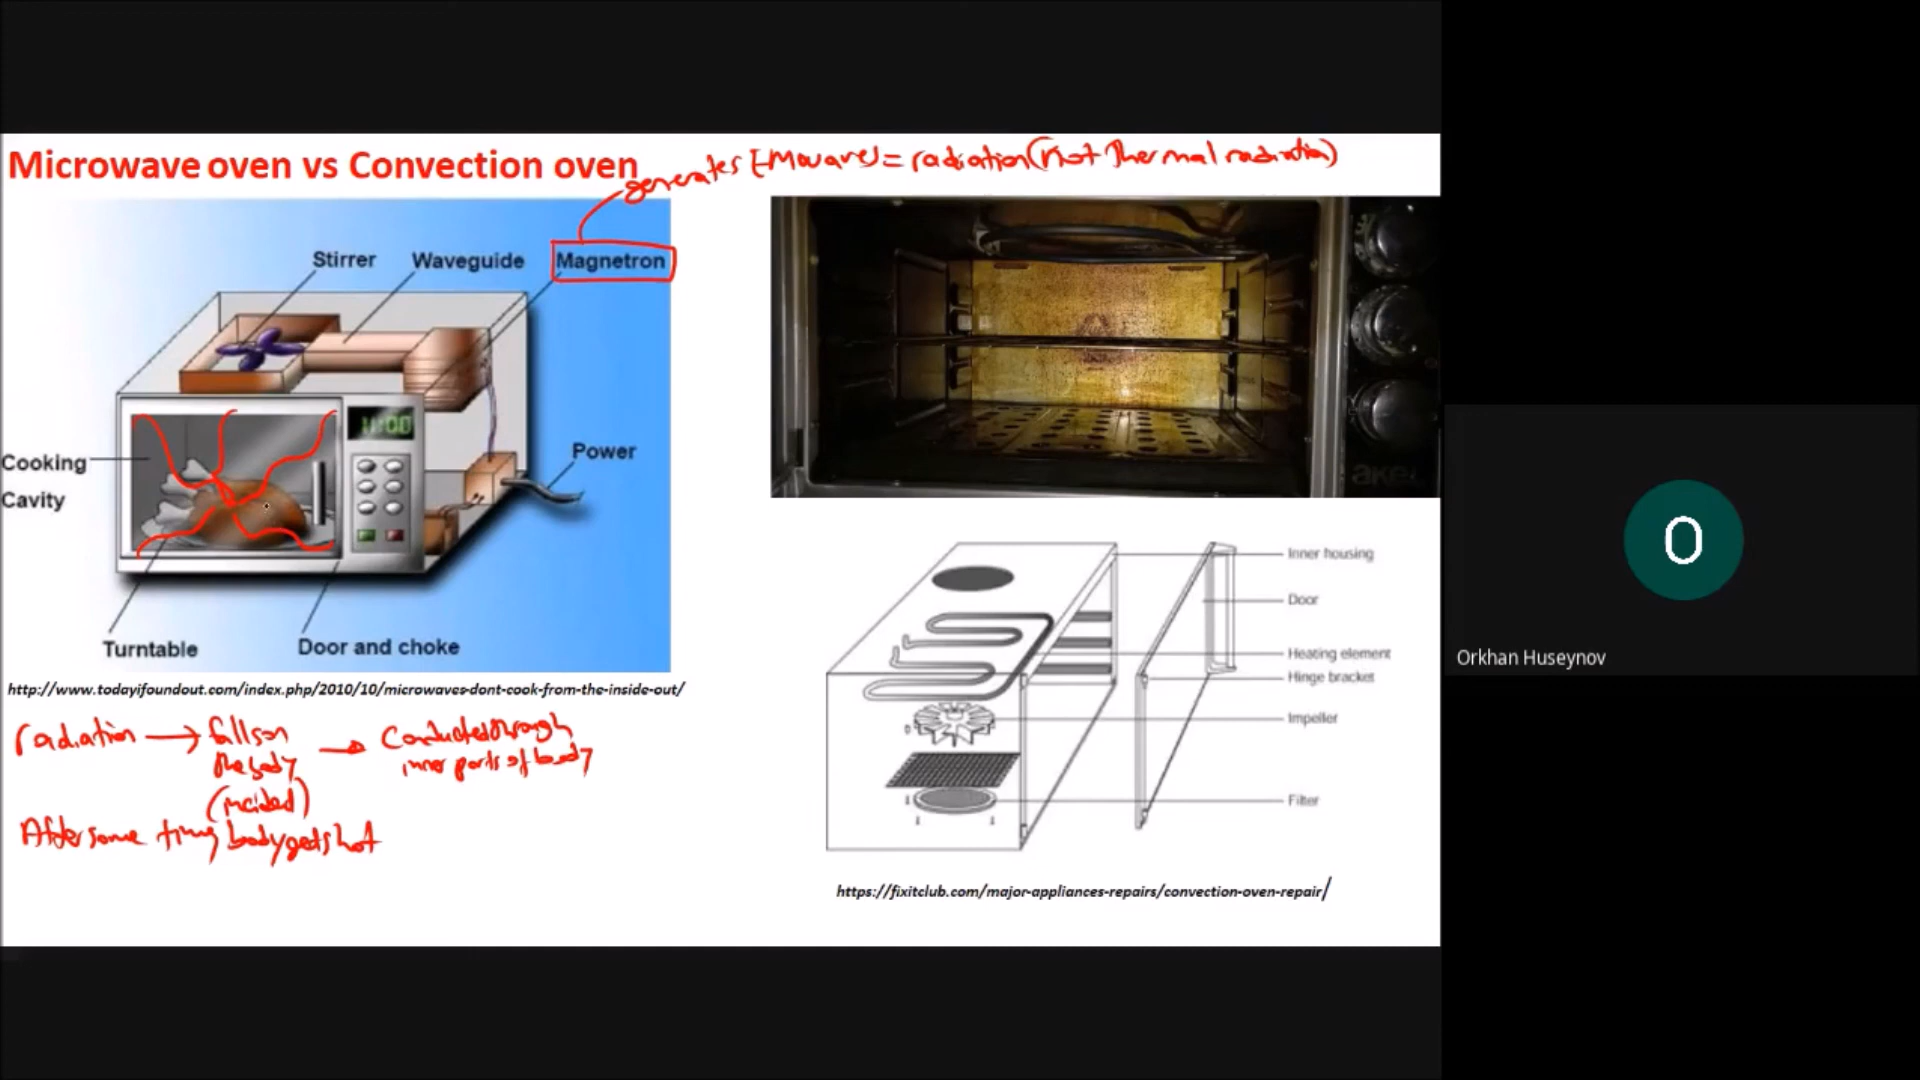 Microwave oven vs Convection oven
generates EMwave = radiation (not Thermal radiation)
Stirrer Waveguide Magnetron
11:00
Cooking
Cavity
Power
Turntable
Door and choke
http://www.todayifoundout.com/index.php/2010/10/microwaves-dont-cook-from-the-inside-out/
radiation → falls on → Conducted through
the body inner parts of body
After some time body gets hot
Inner housing
Door
Heating element
Hinge bracket
Impeller
Filter
https://fixitclub.com/major-appliances-repairs/convection-oven-repair/
O
Orkhan Huseynov